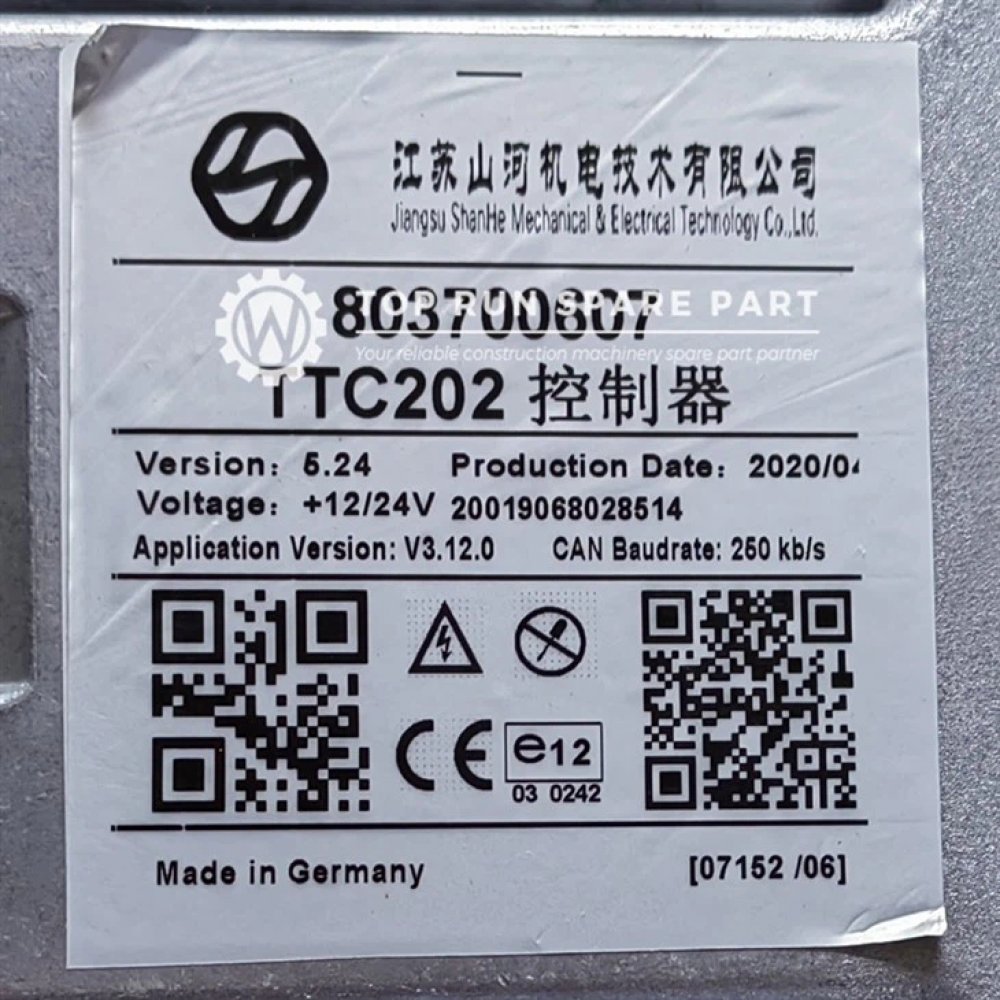 江苏山河机电技术有限公司
Jiangsu ShanHe Mechanical & Electrical Technology Co.,Ltd.
803700607
TOP RUN SPARE PART
Your reliable construction machinery spare part partner
TTC202 控制器
Version: 5.24 Production Date: 2020/04
Voltage: +12/24V 20019068028514
Application Version: V3.12.0 CAN Baudrate: 250 kb/s
CE e12
03 0242
Made in Germany [07152 /06]